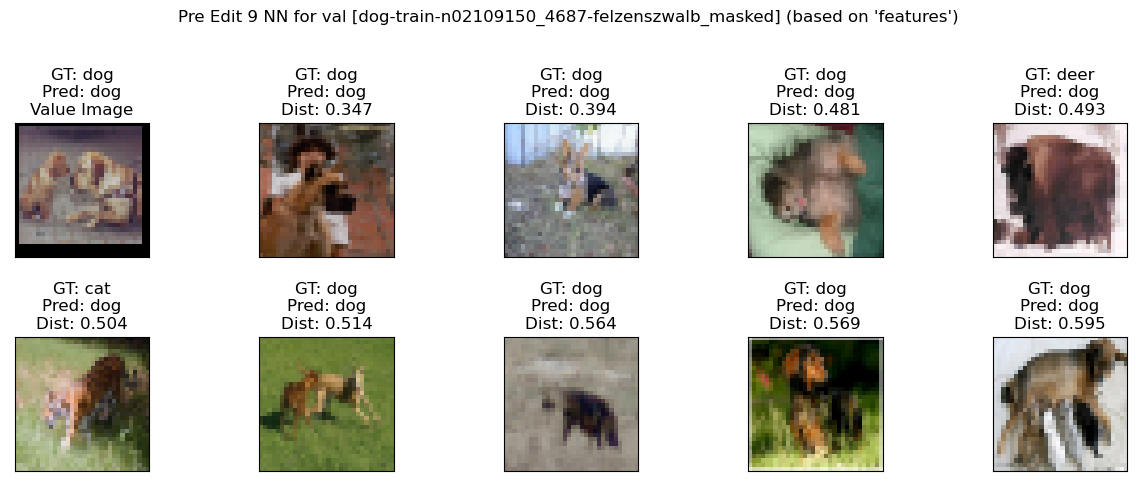 Pre Edit 9 NN for val [dog-train-n02109150_4687-felzenszwalb_masked] (based on 'features')
GT: dog
Pred: dog
Value Image
GT: dog
Pred: dog
Dist: 0.347
GT: dog
Pred: dog
Dist: 0.394
GT: dog
Pred: dog
Dist: 0.481
GT: deer
Pred: dog
Dist: 0.493
GT: cat
Pred: dog
Dist: 0.504
GT: dog
Pred: dog
Dist: 0.514
GT: dog
Pred: dog
Dist: 0.564
GT: dog
Pred: dog
Dist: 0.569
GT: dog
Pred: dog
Dist: 0.595